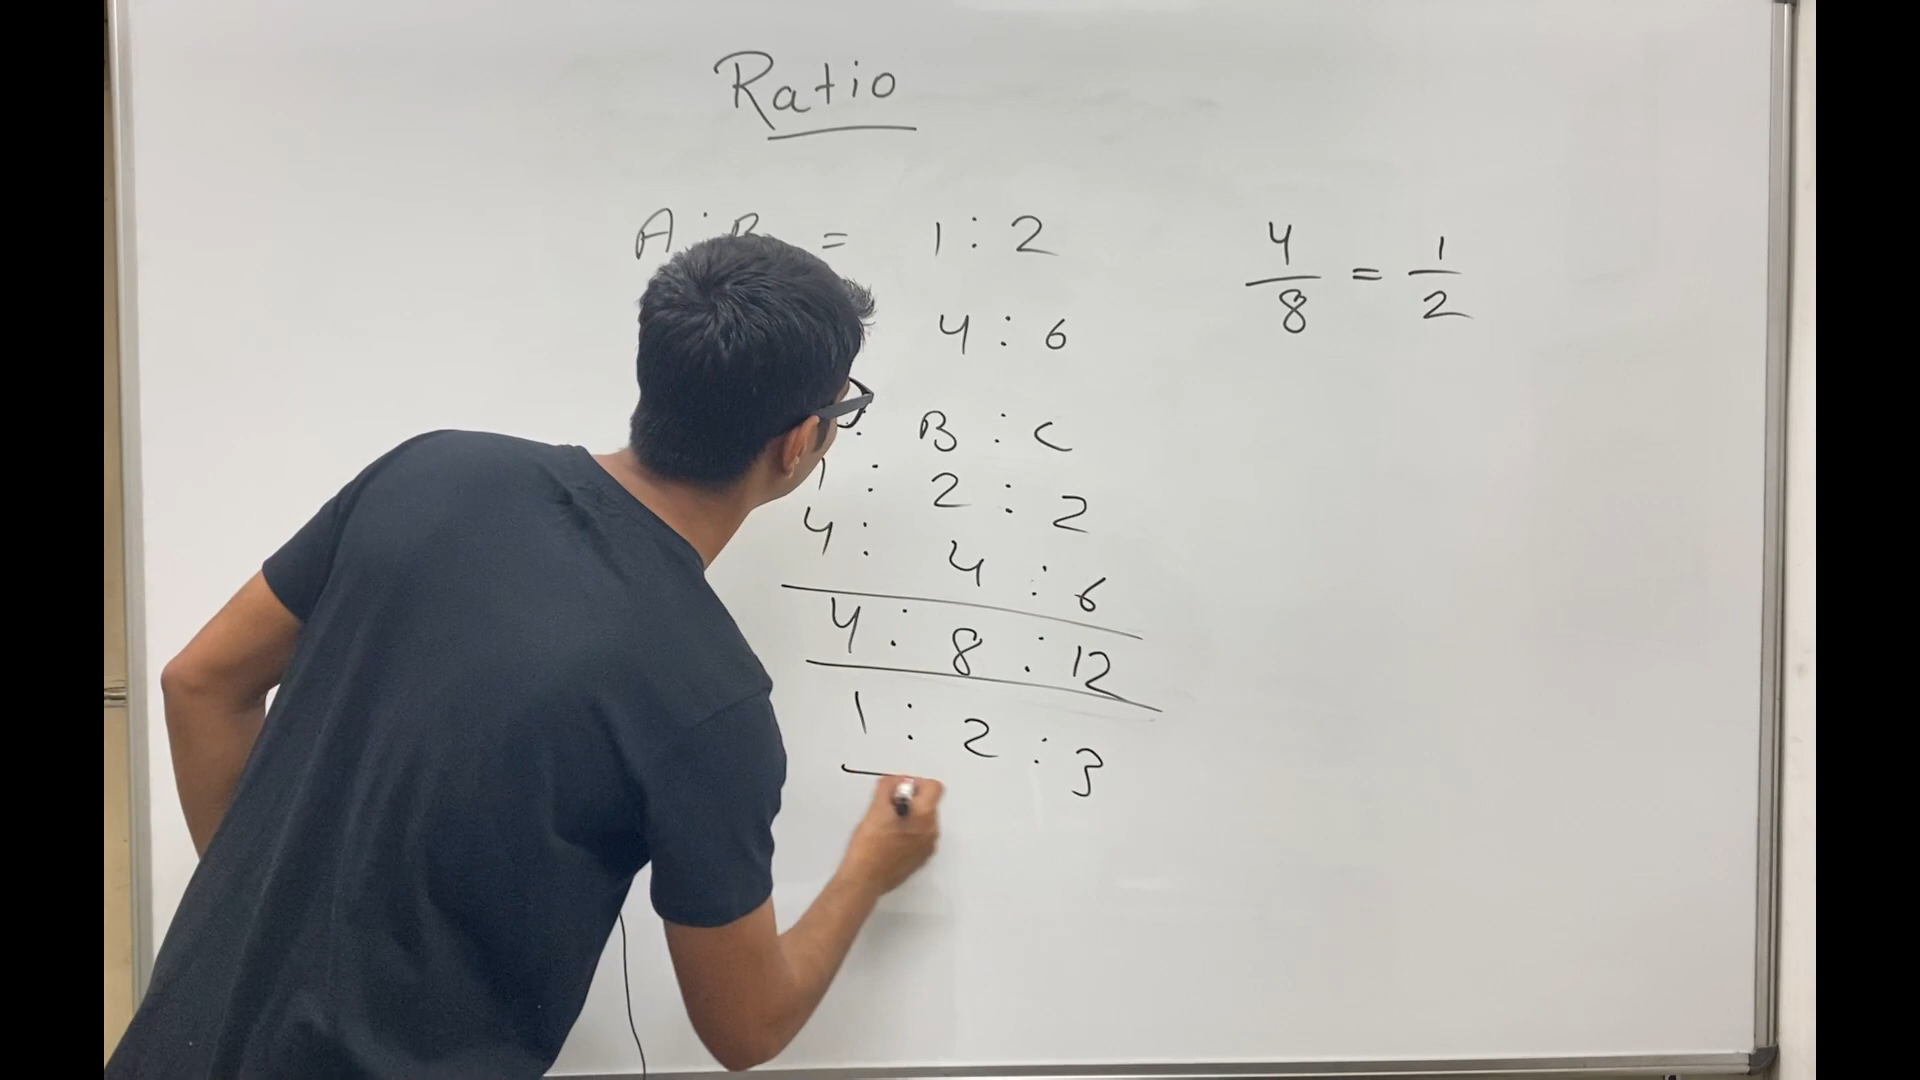 Ratio
A : B = 1 : 2
4 : 6
4/8 = 1/2
: B : C
1 : 2 : 2
4 : 4 : 6
4 : 8 : 12
1 : 2 : 3